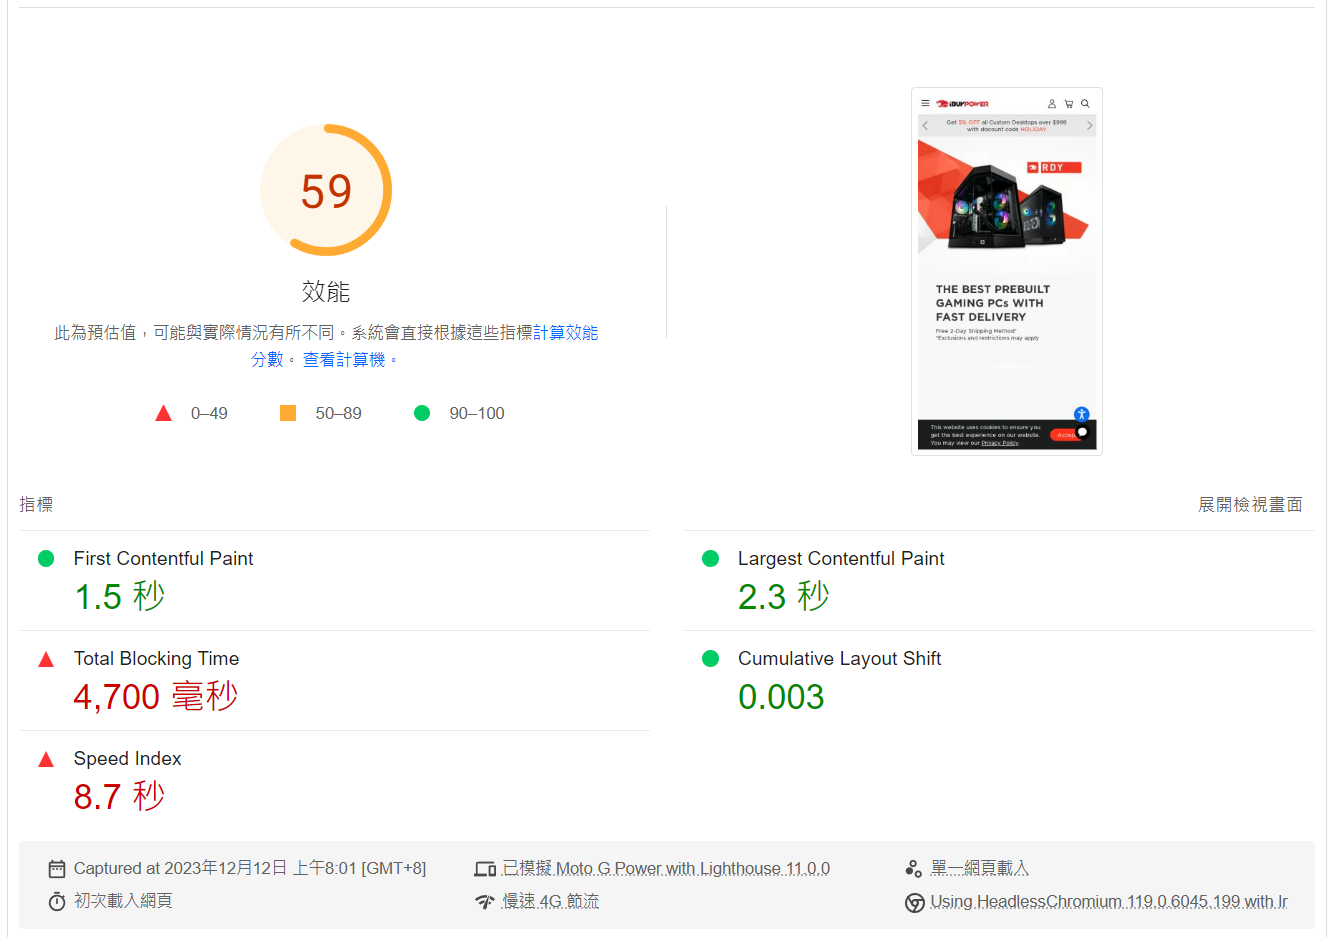 59
效能
此為預估值，可能與實際情況有所不同。系統會直接根據這些指標計算效能
分數。 查看計算機。
0–49
50–89
90–100
iBUYPOWER
Get 5% OFF all Custom Desktops over $999
with discount code HOLIDAY
RDY
THE BEST PREBUILT
GAMING PCs WITH
FAST DELIVERY
Free 2-Day Shipping Method*
*Exclusions and restrictions may apply
This website uses cookies to ensure you
get the best experience on our website.
You may view our Privacy Policy.
指標
展開檢視畫面
First Contentful Paint
1.5 秒
Largest Contentful Paint
2.3 秒
Total Blocking Time
4,700 毫秒
Cumulative Layout Shift
0.003
Speed Index
8.7 秒
Captured at 2023年12月12日 上午8:01 [GMT+8]
已模擬 Moto G Power with Lighthouse 11.0.0
單一網頁載入
初次載入網頁
慢速 4G 節流
Using HeadlessChromium 119.0.6045.199 with lr